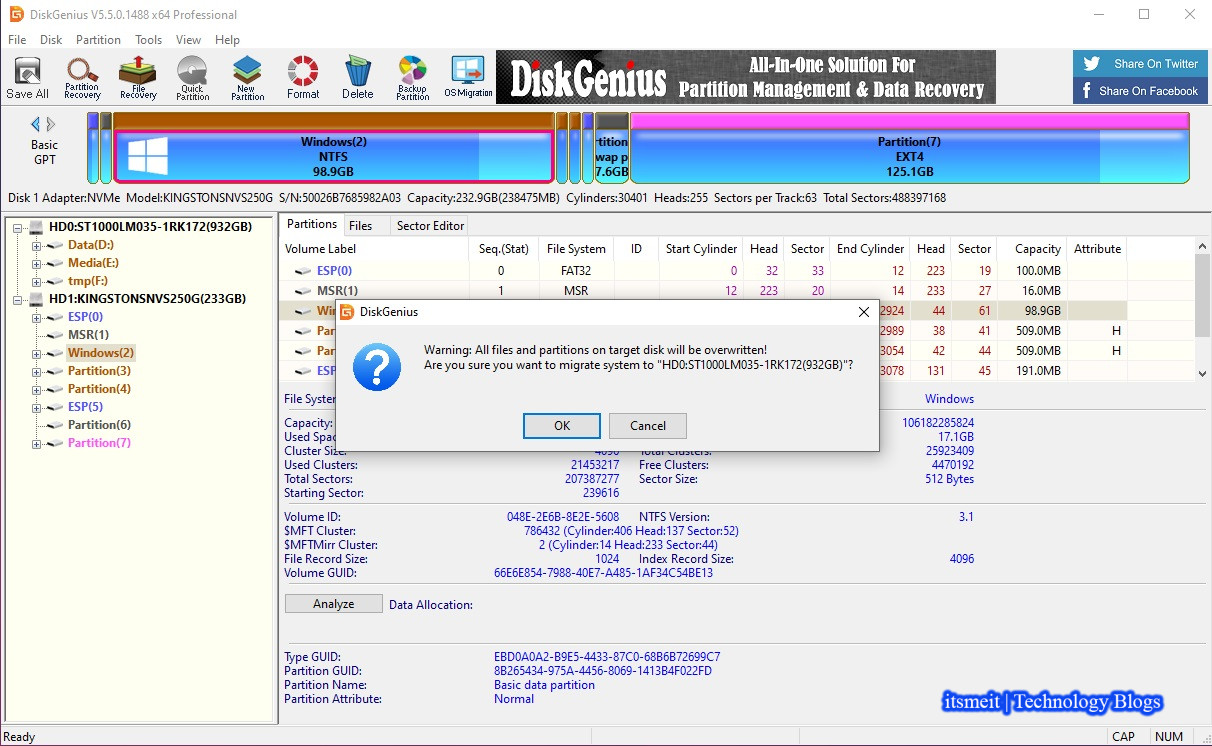 DiskGenius V5.5.0.1488 x64 Professional
File Disk Partition Tools View Help
Save All
Partition Recovery
File Recovery
Quick Partition
New Partition
Format
Delete
Backup Partition
OS Migration
DiskGenius
All-In-One Solution For
Partition Management & Data Recovery
Share On Twitter
Share On Facebook
Basic
GPT
Windows(2)
NTFS
98.9GB
tition
wap p
7.6GB
Partition(7)
EXT4
125.1GB
Disk 1 Adapter:NVMe Model:KINGSTONSNVS250G S/N:50026B7685982A03 Capacity:232.9GB(238475MB) Cylinders:30401 Heads:255 Sectors per Track:63 Total Sectors:488397168
HD0:ST1000LM035-1RK172(932GB)
Data(D:)
Media(E:)
tmp(F:)
HD1:KINGSTONSNVS250G(233GB)
ESP(0)
MSR(1)
Windows(2)
Partition(3)
Partition(4)
ESP(5)
Partition(6)
Partition(7)
Partitions Files Sector Editor
Volume Label Seq.(Stat) File System ID Start Cylinder Head Sector End Cylinder Head Sector Capacity Attribute
ESP(0) 0 FAT32 0 32 33 12 223 19 100.0MB
MSR(1) 1 MSR 12 223 20 14 233 27 16.0MB
Win 2924 44 61 98.9GB
Par 2989 38 41 509.0MB H
Par 3054 42 44 509.0MB H
ESP 3078 131 45 191.0MB
DiskGenius
Warning: All files and partitions on target disk will be overwritten!
Are you sure you want to migrate system to "HD0:ST1000LM035-1RK172(932GB)"?
OK Cancel
File System Windows
Capacity: 106182285824
Used Spac 17.1GB
Cluster Size: 4096 Total Clusters: 25923409
Used Clusters: 21453217 Free Clusters: 4470192
Total Sectors: 207387277 Sector Size: 512 Bytes
Starting Sector: 239616
Volume ID: 048E-2E6B-8E2E-5608 NTFS Version: 3.1
$MFT Cluster: 786432 (Cylinder:406 Head:137 Sector:52)
$MFTMirr Cluster: 2 (Cylinder:14 Head:233 Sector:44)
File Record Size: 1024 Index Record Size: 4096
Volume GUID: 66E6E854-7988-40E7-A485-1AF34C54BE13
Analyze Data Allocation:
Type GUID: EBD0A0A2-B9E5-4433-87C0-68B6B72699C7
Partition GUID: 8B265434-975A-4456-8069-1413B4F022FD
Partition Name: Basic data partition
Partition Attribute: Normal
itsmeit | Technology Blogs
Ready CAP NUM